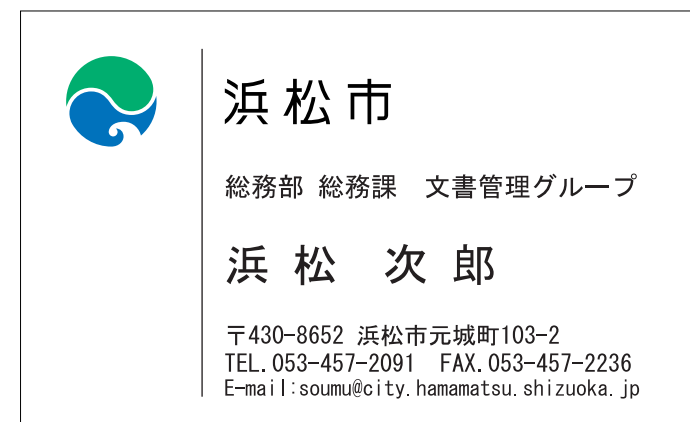 浜松市
総務部 総務課　文書管理グループ
浜松　次郎
〒430-8652 浜松市元城町103-2
TEL.053-457-2091　FAX.053-457-2236
E-mail:soumu@city.hamamatsu.shizuoka.jp